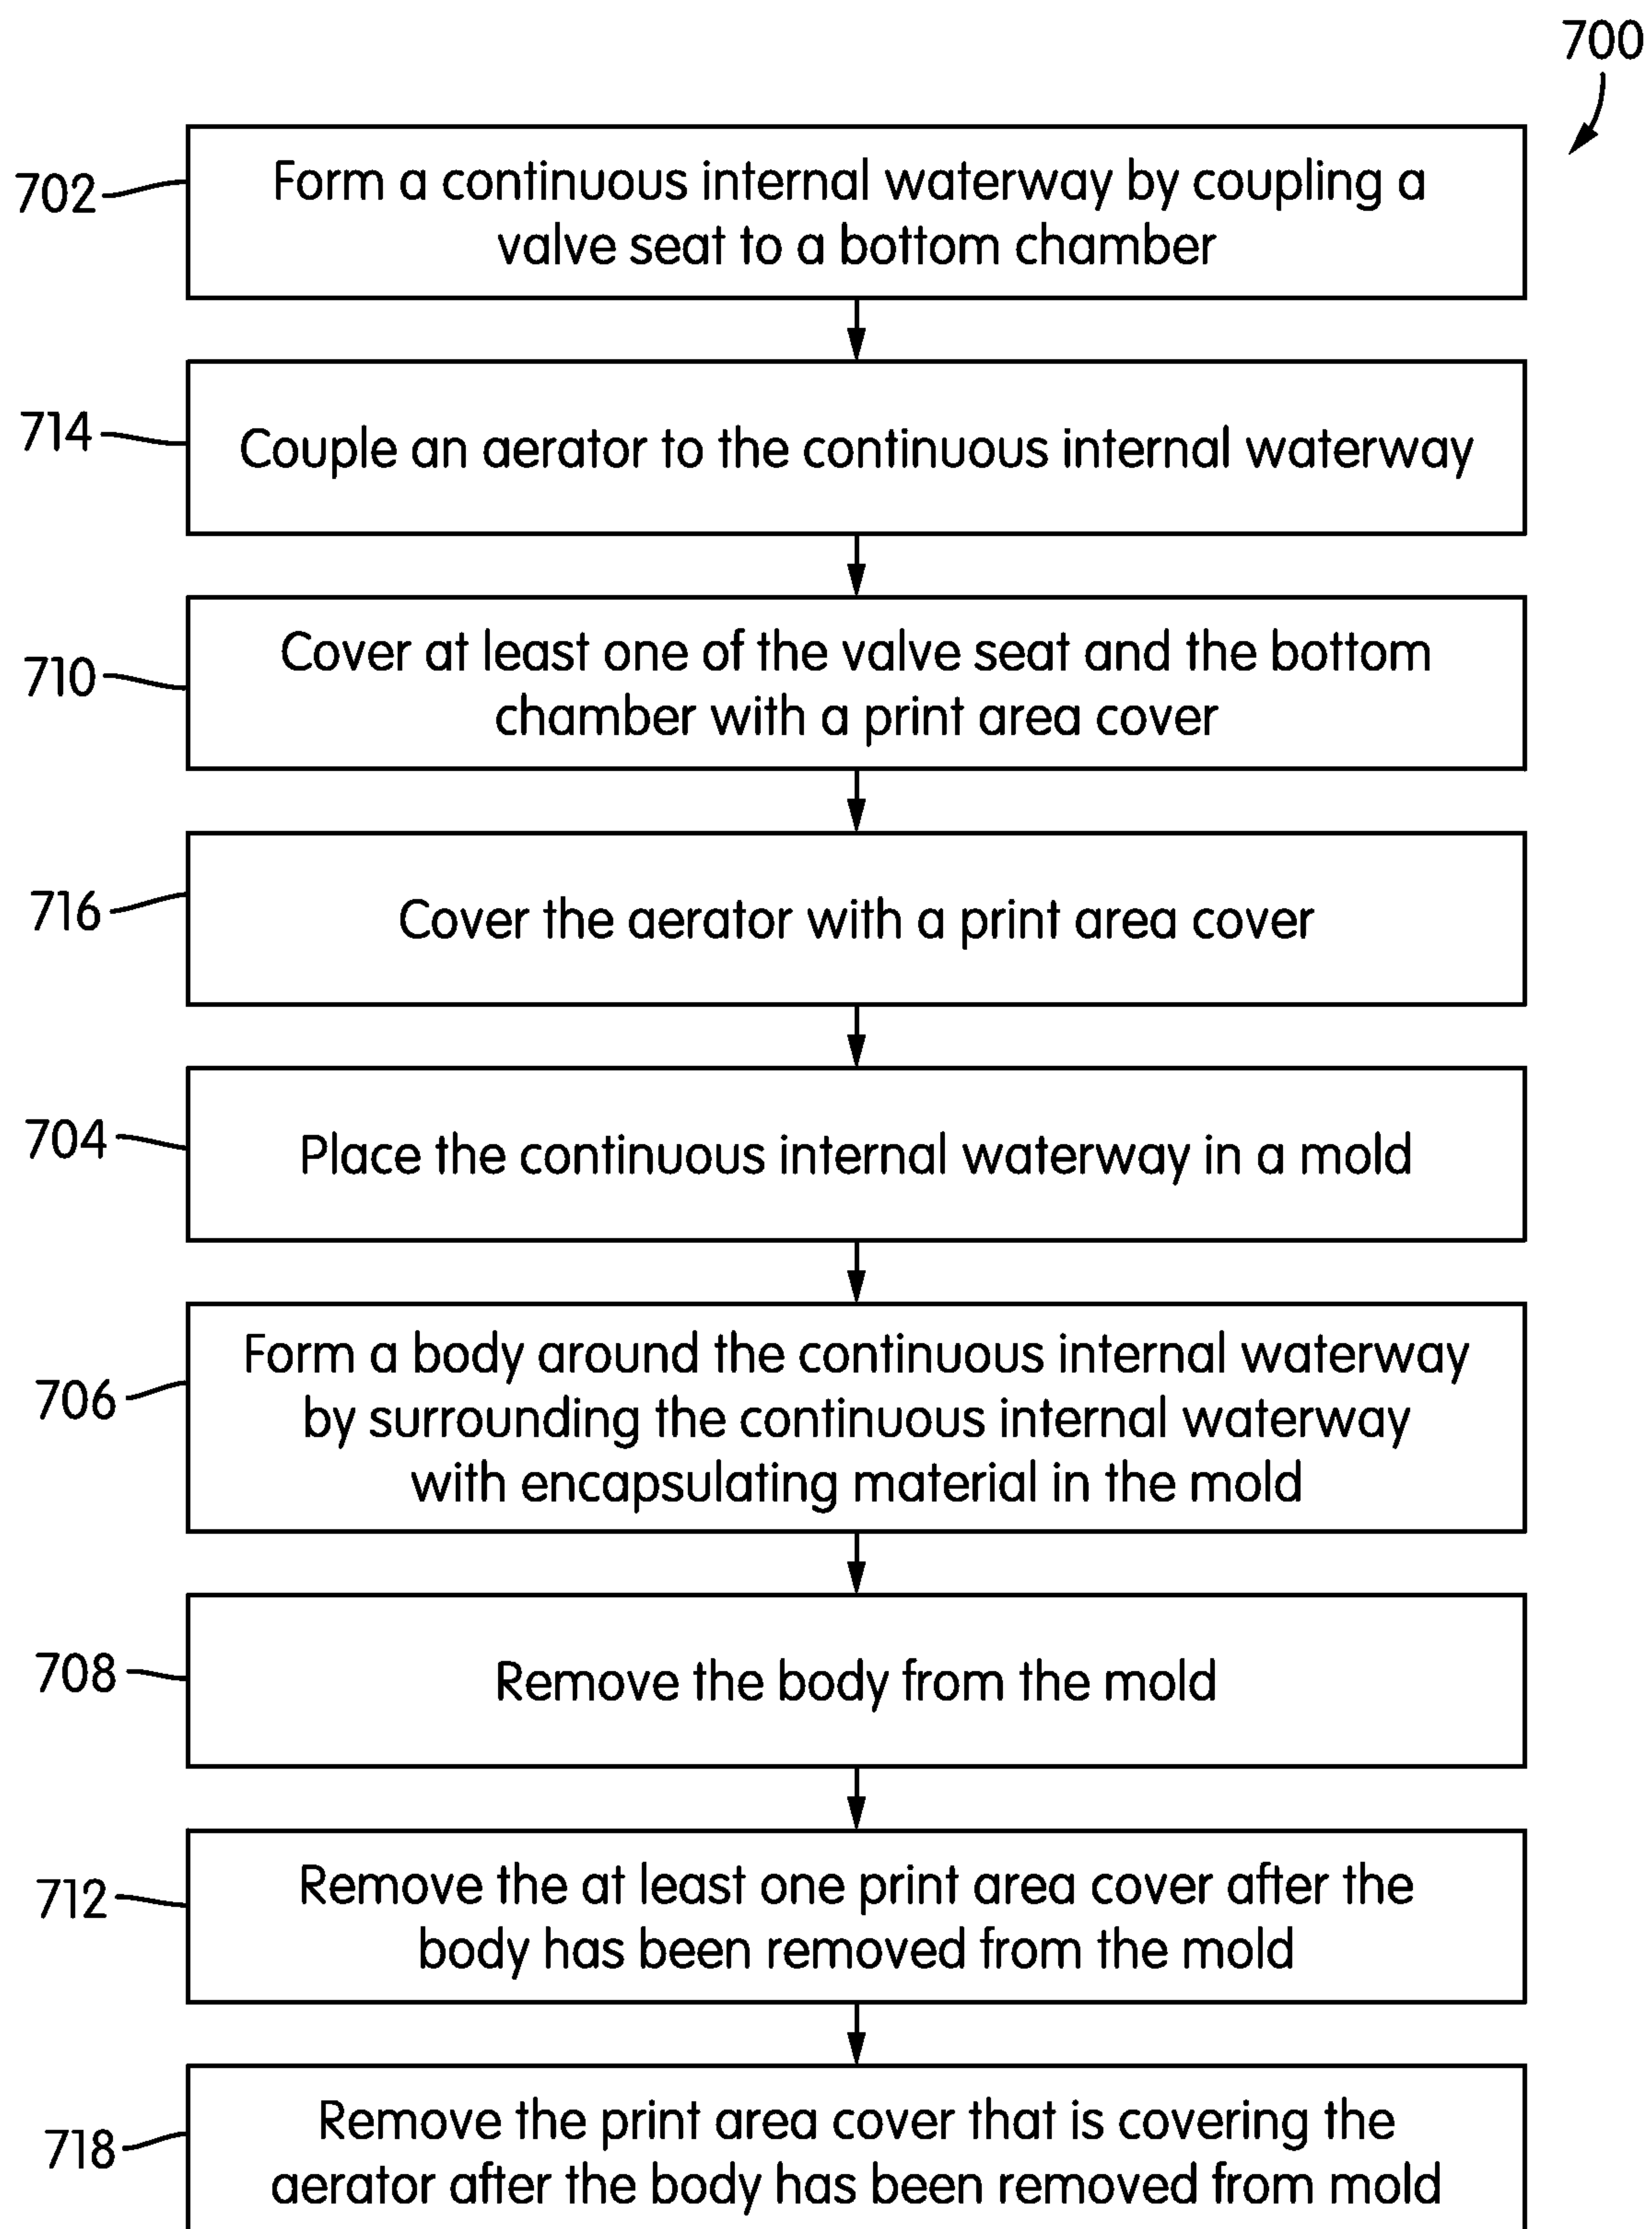 700
702
Form a continuous internal waterway by coupling a
valve seat to a bottom chamber
714
Couple an aerator to the continuous internal waterway
710
Cover at least one of the valve seat and the bottom
chamber with a print area cover
716
Cover the aerator with a print area cover
704
Place the continuous internal waterway in a mold
706
Form a body around the continuous internal waterway
by surrounding the continuous internal waterway
with encapsulating material in the mold
708
Remove the body from the mold
712
Remove the at least one print area cover after the
body has been removed from the mold
718
Remove the print area cover that is covering the
aerator after the body has been removed from mold